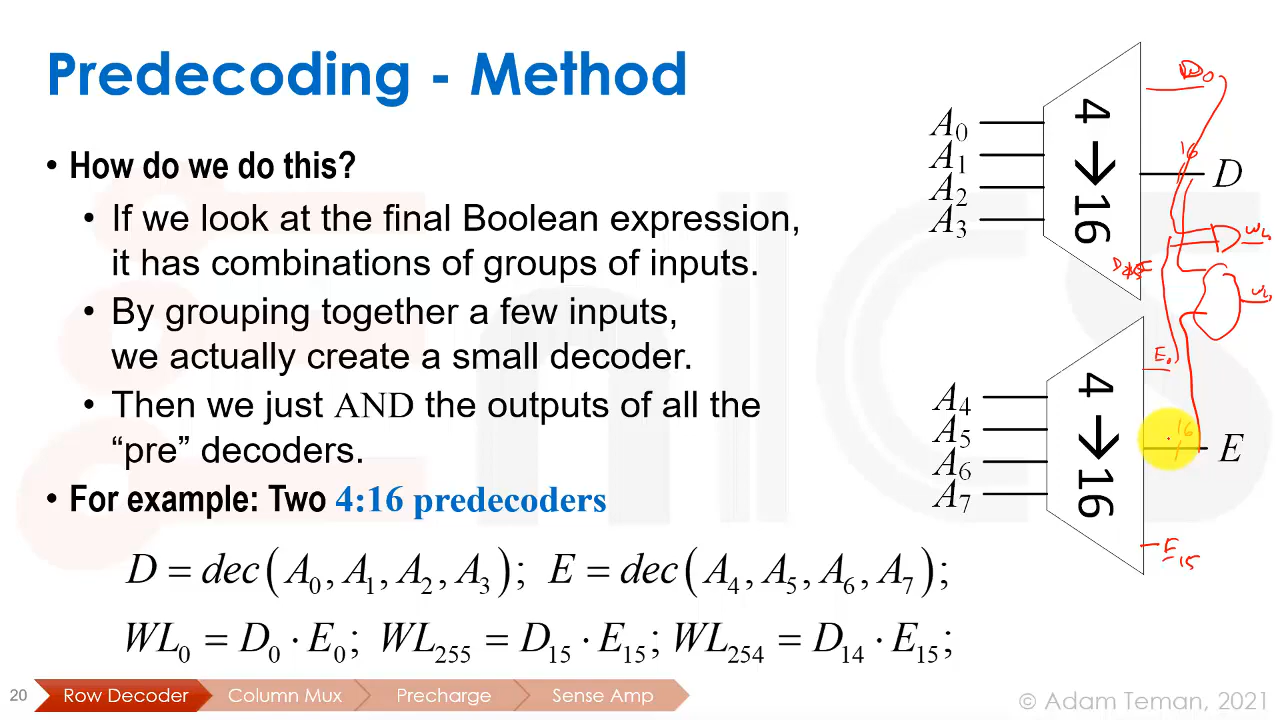 Predecoding - Method
• How do we do this?
• If we look at the final Boolean expression,
it has combinations of groups of inputs.
• By grouping together a few inputs,
we actually create a small decoder.
• Then we just AND the outputs of all the
“pre” decoders.
• For example: Two 4:16 predecoders
D = dec(A0, A1, A2, A3); E = dec(A4, A5, A6, A7);
WL0 = D0 · E0; WL255 = D15 · E15; WL254 = D14 · E15;
A0
A1
A2
A3
4→16
D0
16
D
WL
WL
A4
A5
A6
A7
4→16
E0
16
E
E15
20
Row Decoder
Column Mux
Precharge
Sense Amp
© Adam Teman, 2021